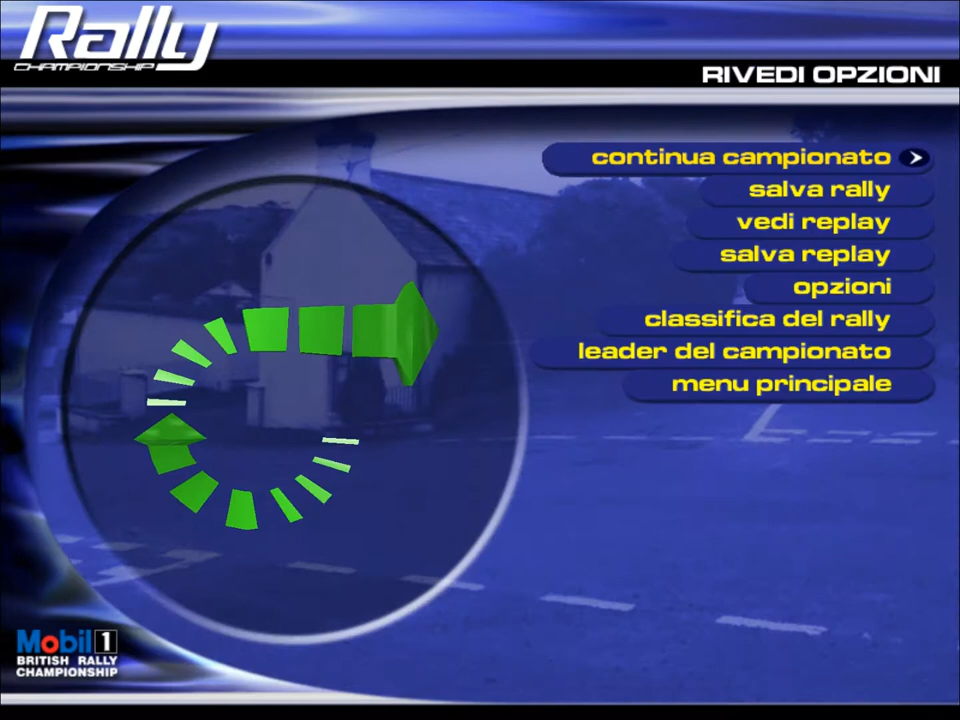 Rally
CHAMPIONSHIP
RIVEDI OPZIONI
continua campionato
salva rally
vedi replay
salva replay
opzioni
classifica del rally
leader del campionato
menu principale
Mobil 1
BRITISH RALLY
CHAMPIONSHIP